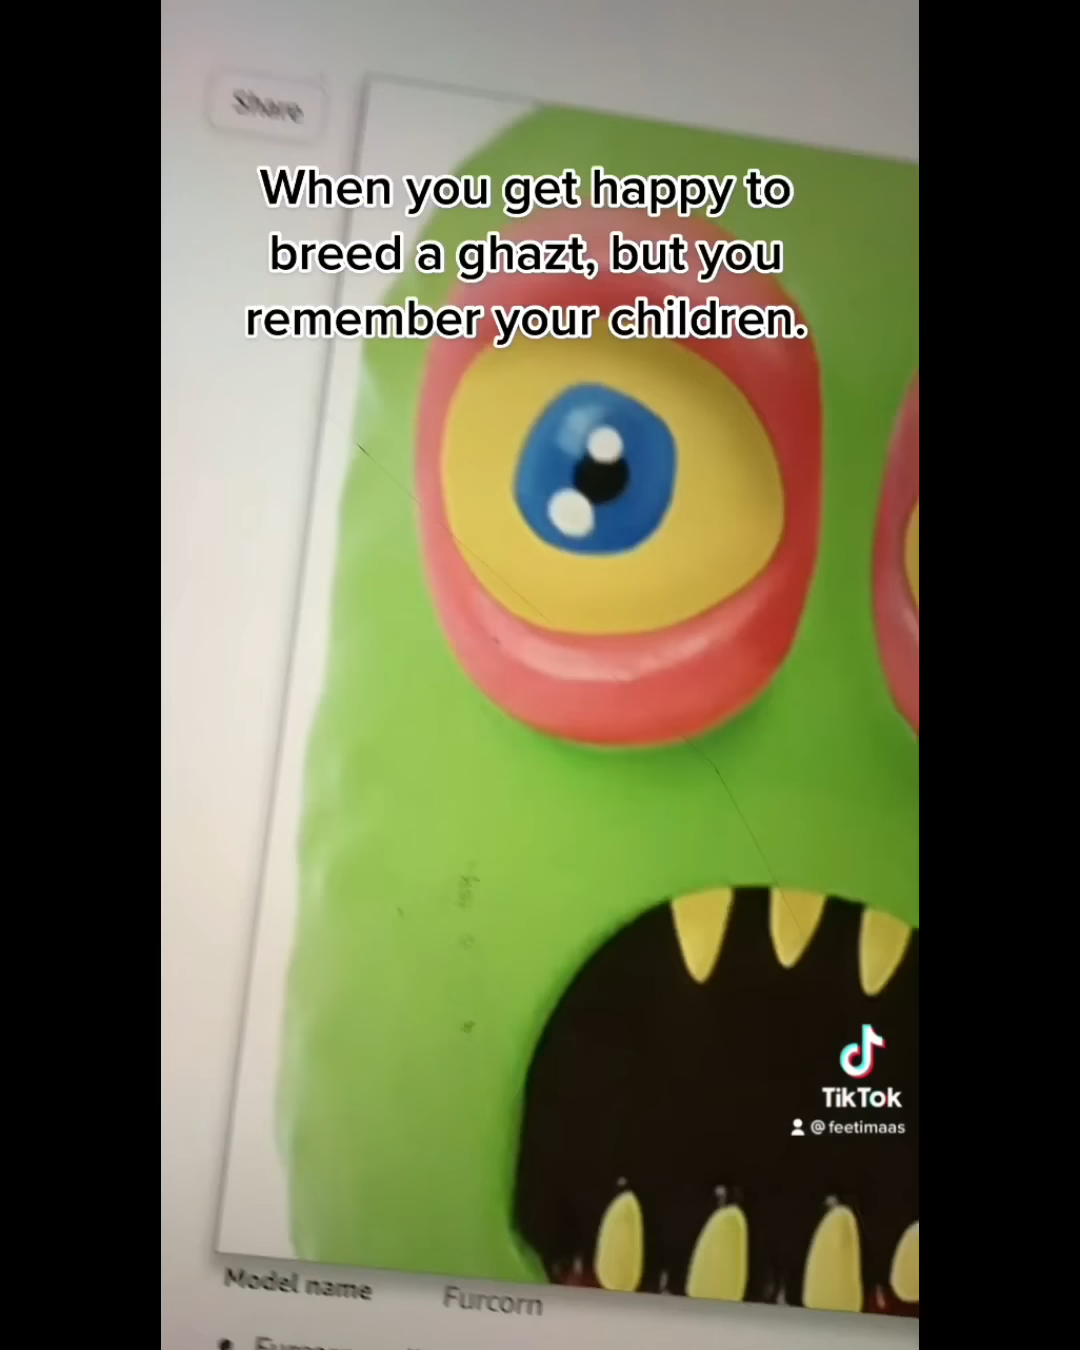 Share
When you get happy to
breed a ghazt, but you
remember your children.
TikTok
@feetimaas
Model name
Furcorn